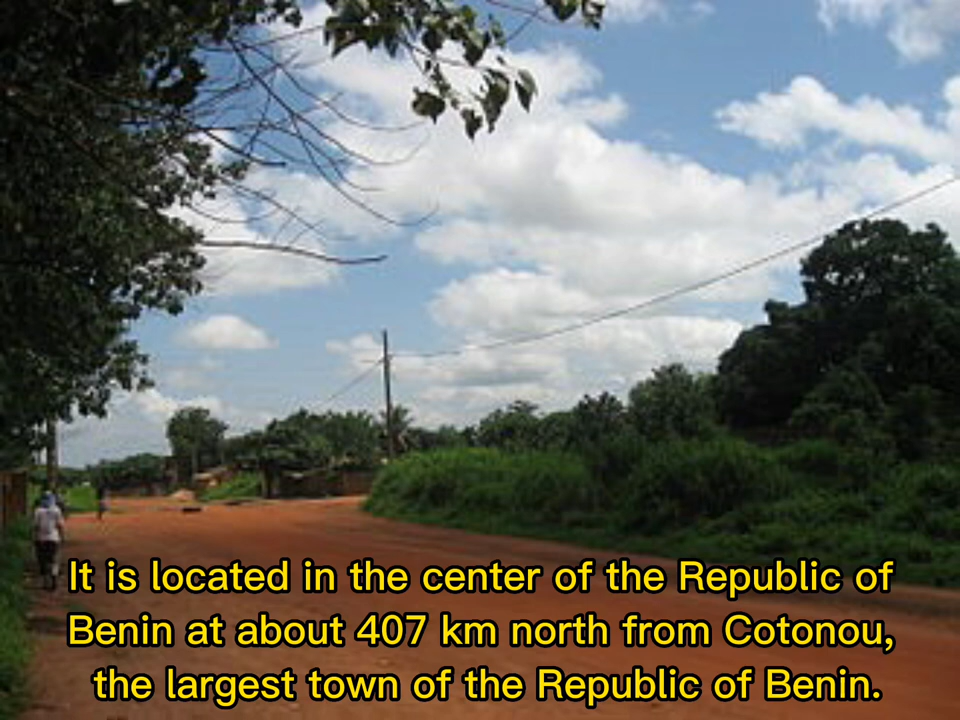 It is located in the center of the Republic of
Benin at about 407 km north from Cotonou,
the largest town of the Republic of Benin.